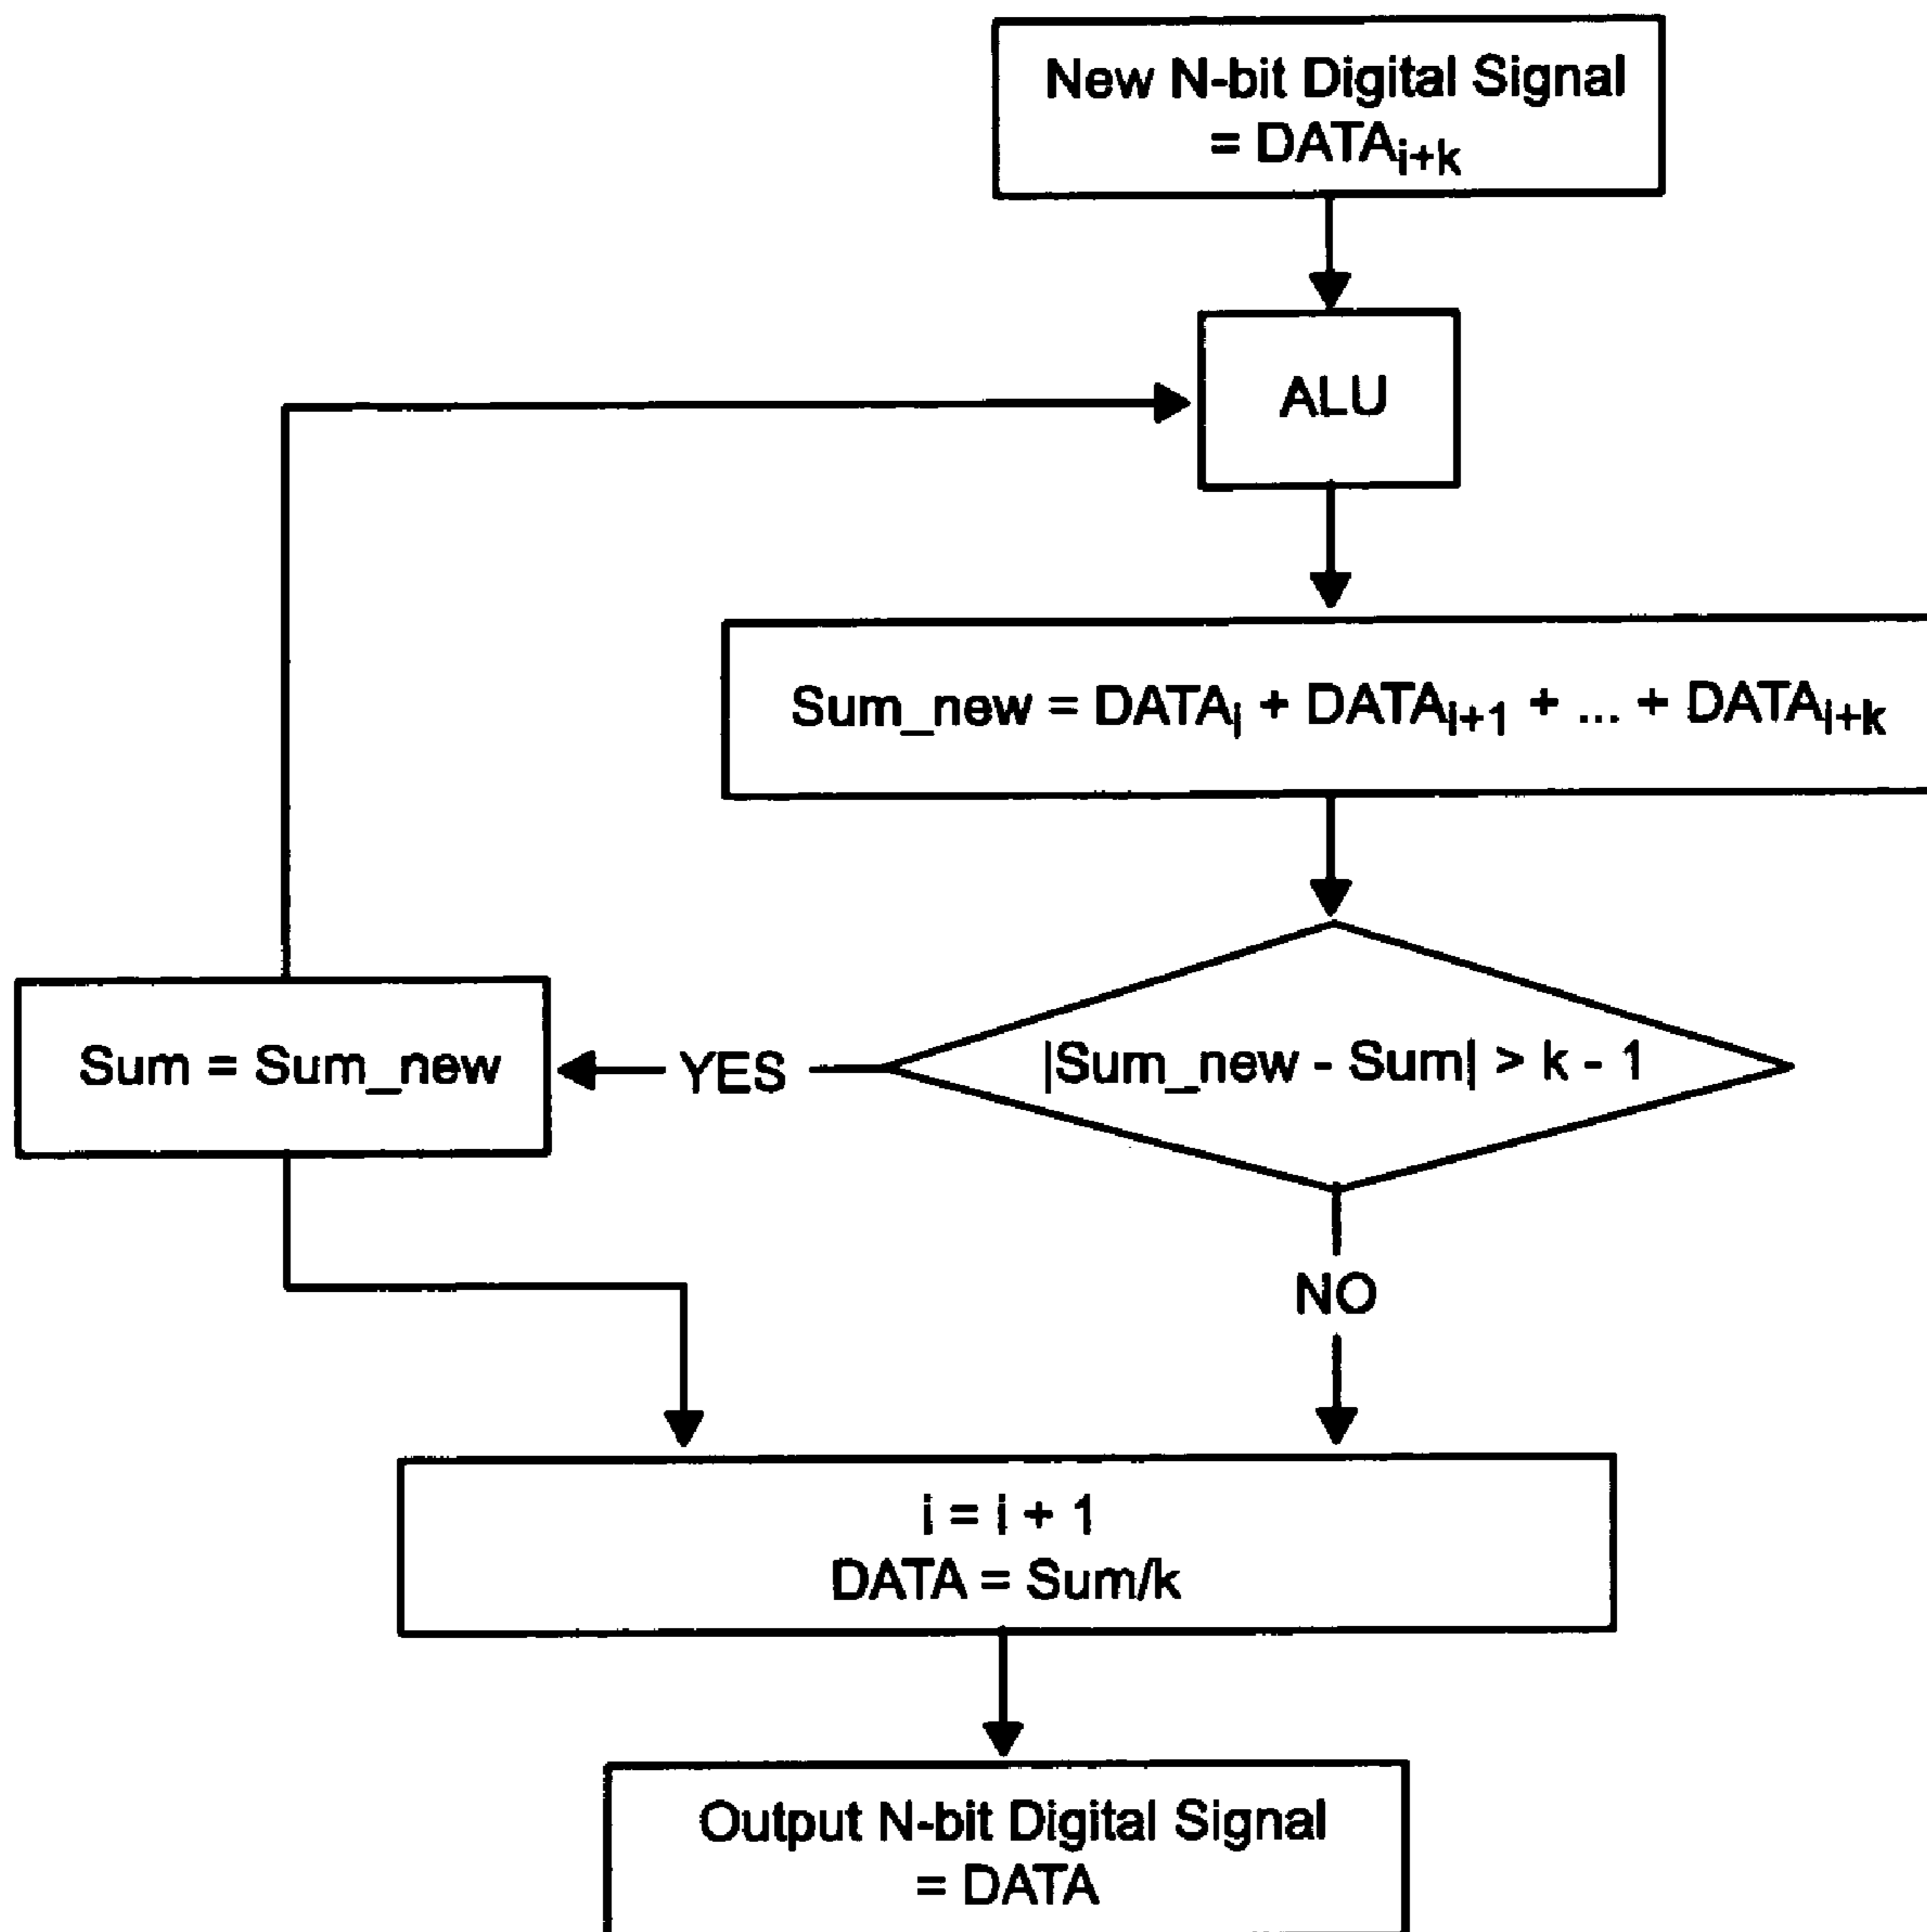 New N-bit Digital Signal
= DATAi+k
ALU
Sum_new = DATAi + DATAi+1 + ... + DATAi+k
|Sum_new - Sum| > k - 1
YES
Sum = Sum_new
NO
i = i + 1
DATA = Sum/k
Output N-bit Digital Signal
= DATA